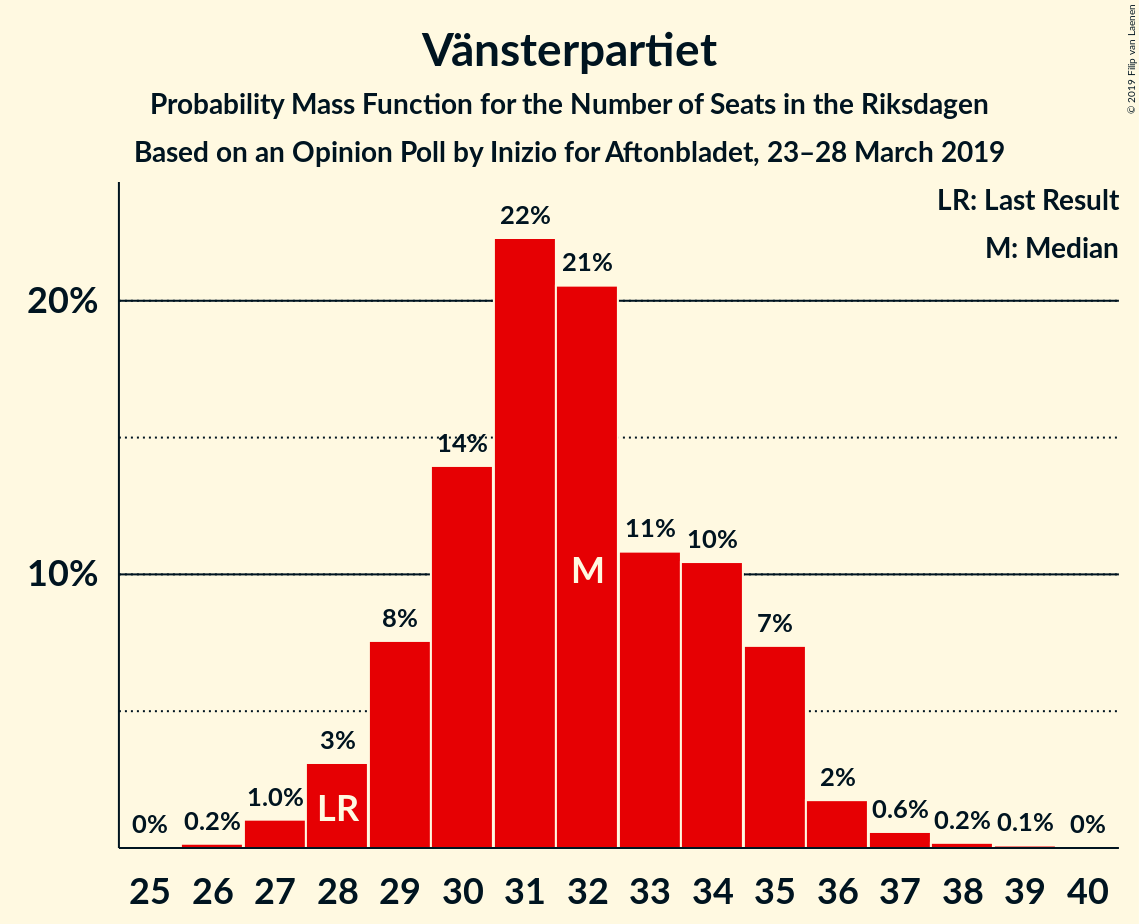 Vänsterpartiet
Probability Mass Function for the Number of Seats in the Riksdagen
Based on an Opinion Poll by Inizio for Aftonbladet, 23–28 March 2019
© 2019 Filip van Laenen
LR: Last Result
M: Median
22%
21%
20%
14%
11%
10%
10%
M
8%
7%
3%
2%
LR
1.0%
0.6%
0%
0.2%
0.2%
0.1%
0%
25 26 27 28 29 30 31 32 33 34 35 36 37 38 39 40